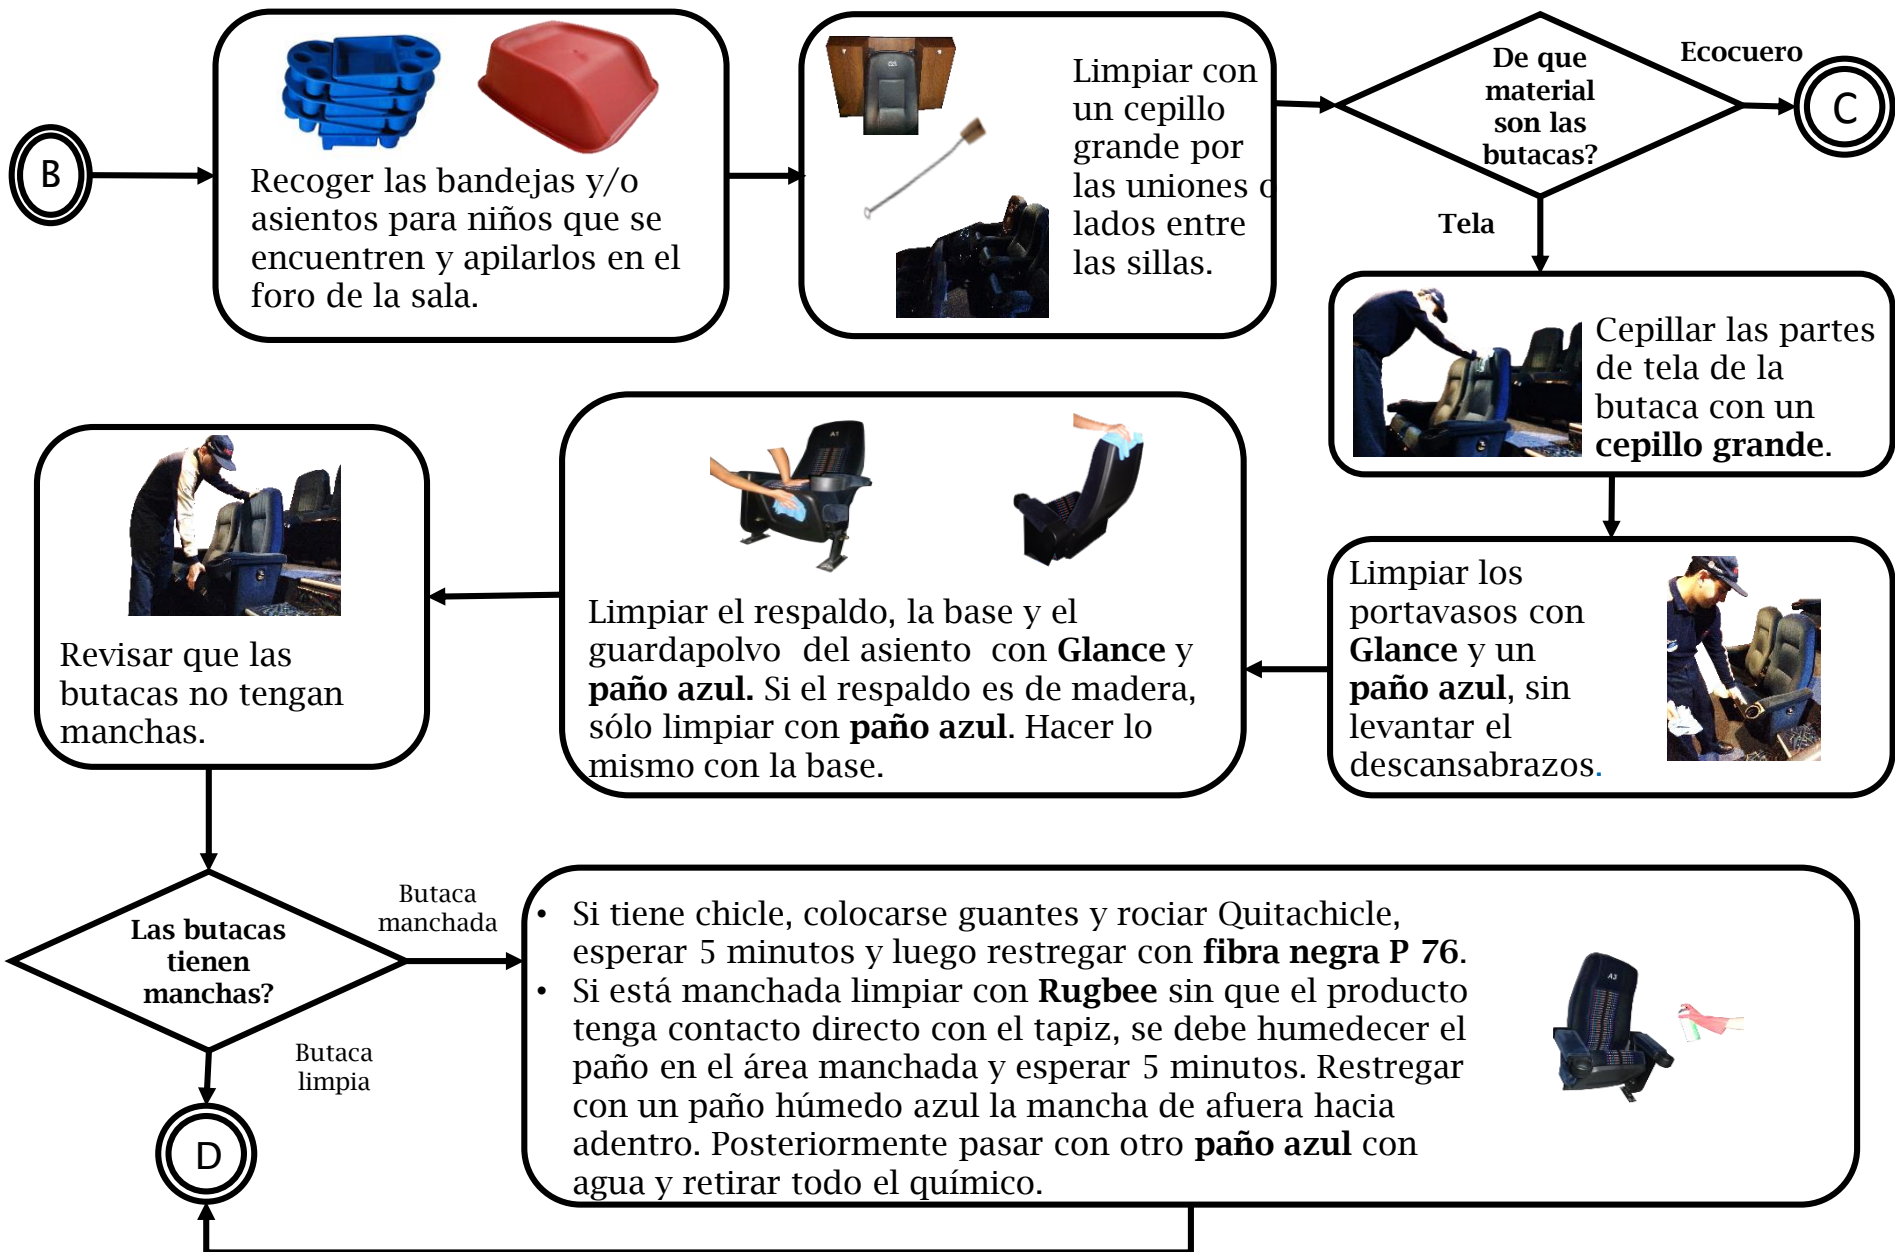 B
Recoger las bandejas y/o
asientos para niños que se
encuentren y apilarlos en el
foro de la sala.
Limpiar con
un cepillo
grande por
las uniones o
lados entre
las sillas.
De que
material
son las
butacas?
Ecocuero
C
Tela
Cepillar las partes
de tela de la
butaca con un
cepillo grande.
Limpiar los
portavasos con
Glance y un
paño azul, sin
levantar el
descansabrazos.
Limpiar el respaldo, la base y el
guardapolvo del asiento con Glance y
paño azul. Si el respaldo es de madera,
sólo limpiar con paño azul. Hacer lo
mismo con la base.
Revisar que las
butacas no tengan
manchas.
Las butacas
tienen
manchas?
Butaca
manchada
Butaca
limpia
D
• Si tiene chicle, colocarse guantes y rociar Quitachicle,
esperar 5 minutos y luego restregar con fibra negra P 76.
• Si está manchada limpiar con Rugbee sin que el producto
tenga contacto directo con el tapiz, se debe humedecer el
paño en el área manchada y esperar 5 minutos. Restregar
con un paño húmedo azul la mancha de afuera hacia
adentro. Posteriormente pasar con otro paño azul con
agua y retirar todo el químico.